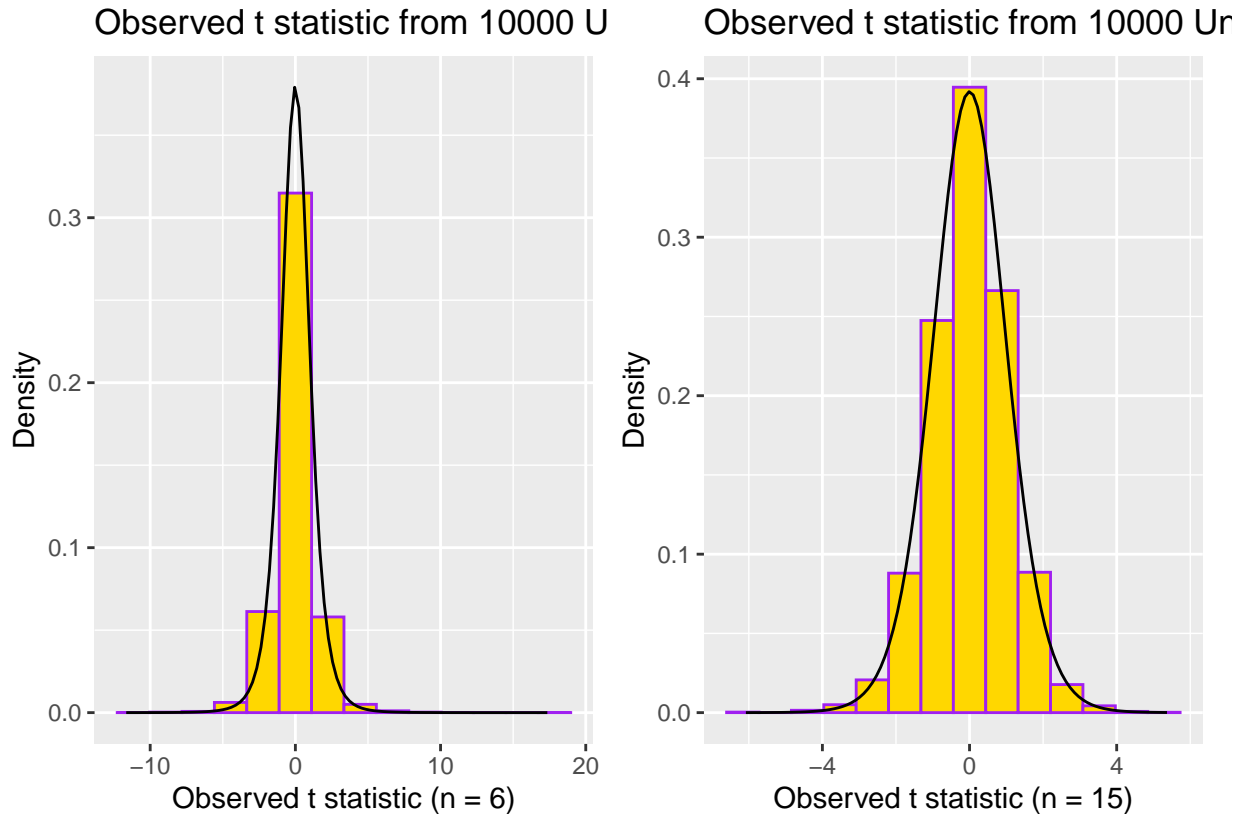 Observed t statistic from 10000 U
Density
0.3
0.2
0.1
0.0
−10
0
10
20
Observed t statistic (n = 6)
Observed t statistic from 10000 Un
Density
0.4
0.3
0.2
0.1
0.0
−4
0
4
Observed t statistic (n = 15)